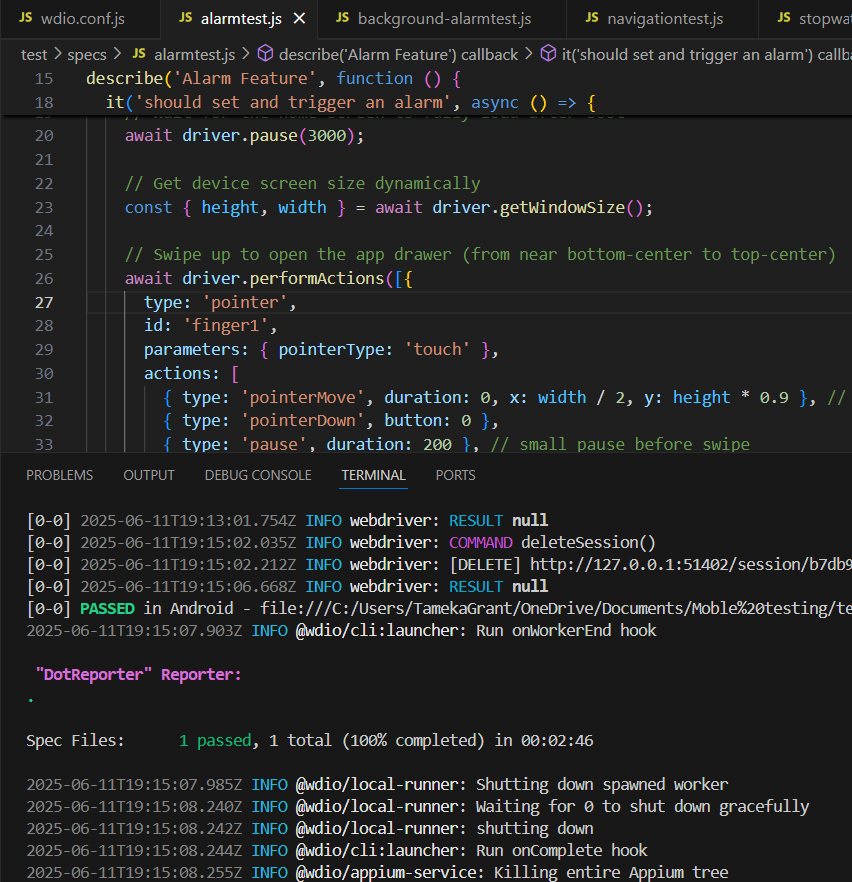 JS wdio.conf.js JS alarmtest.js × JS background-alarmtest.js JS navigationtest.js JS stopwat
test > specs > JS alarmtest.js > describe('Alarm Feature') callback > it('should set and trigger an alarm') callb
15 describe('Alarm Feature', function () {
18 it('should set and trigger an alarm', async () => {
20 await driver.pause(3000);
21
22 // Get device screen size dynamically
23 const { height, width } = await driver.getWindowSize();
24
25 // Swipe up to open the app drawer (from near bottom-center to top-center)
26 await driver.performActions([{
27 type: 'pointer',
28 id: 'finger1',
29 parameters: { pointerType: 'touch' },
30 actions: [
31 { type: 'pointerMove', duration: 0, x: width / 2, y: height * 0.9 }, //
32 { type: 'pointerDown', button: 0 },
33 { type: 'pause', duration: 200 }, // small pause before swipe
PROBLEMS OUTPUT DEBUG CONSOLE TERMINAL PORTS
[0-0] 2025-06-11T19:13:01.754Z INFO webdriver: RESULT null
[0-0] 2025-06-11T19:15:02.035Z INFO webdriver: COMMAND deleteSession()
[0-0] 2025-06-11T19:15:02.212Z INFO webdriver: [DELETE] http://127.0.0.1:51402/session/b7db9
[0-0] 2025-06-11T19:15:06.668Z INFO webdriver: RESULT null
[0-0] PASSED in Android - file:///C:/Users/TamekaGrant/OneDrive/Documents/Moble%20testing/te
2025-06-11T19:15:07.903Z INFO @wdio/cli:launcher: Run onWorkerEnd hook
"DotReporter" Reporter:
.
Spec Files: 1 passed, 1 total (100% completed) in 00:02:46
2025-06-11T19:15:07.985Z INFO @wdio/local-runner: Shutting down spawned worker
2025-06-11T19:15:08.240Z INFO @wdio/local-runner: Waiting for 0 to shut down gracefully
2025-06-11T19:15:08.242Z INFO @wdio/local-runner: shutting down
2025-06-11T19:15:08.244Z INFO @wdio/cli:launcher: Run onComplete hook
2025-06-11T19:15:08.255Z INFO @wdio/appium-service: Killing entire Appium tree